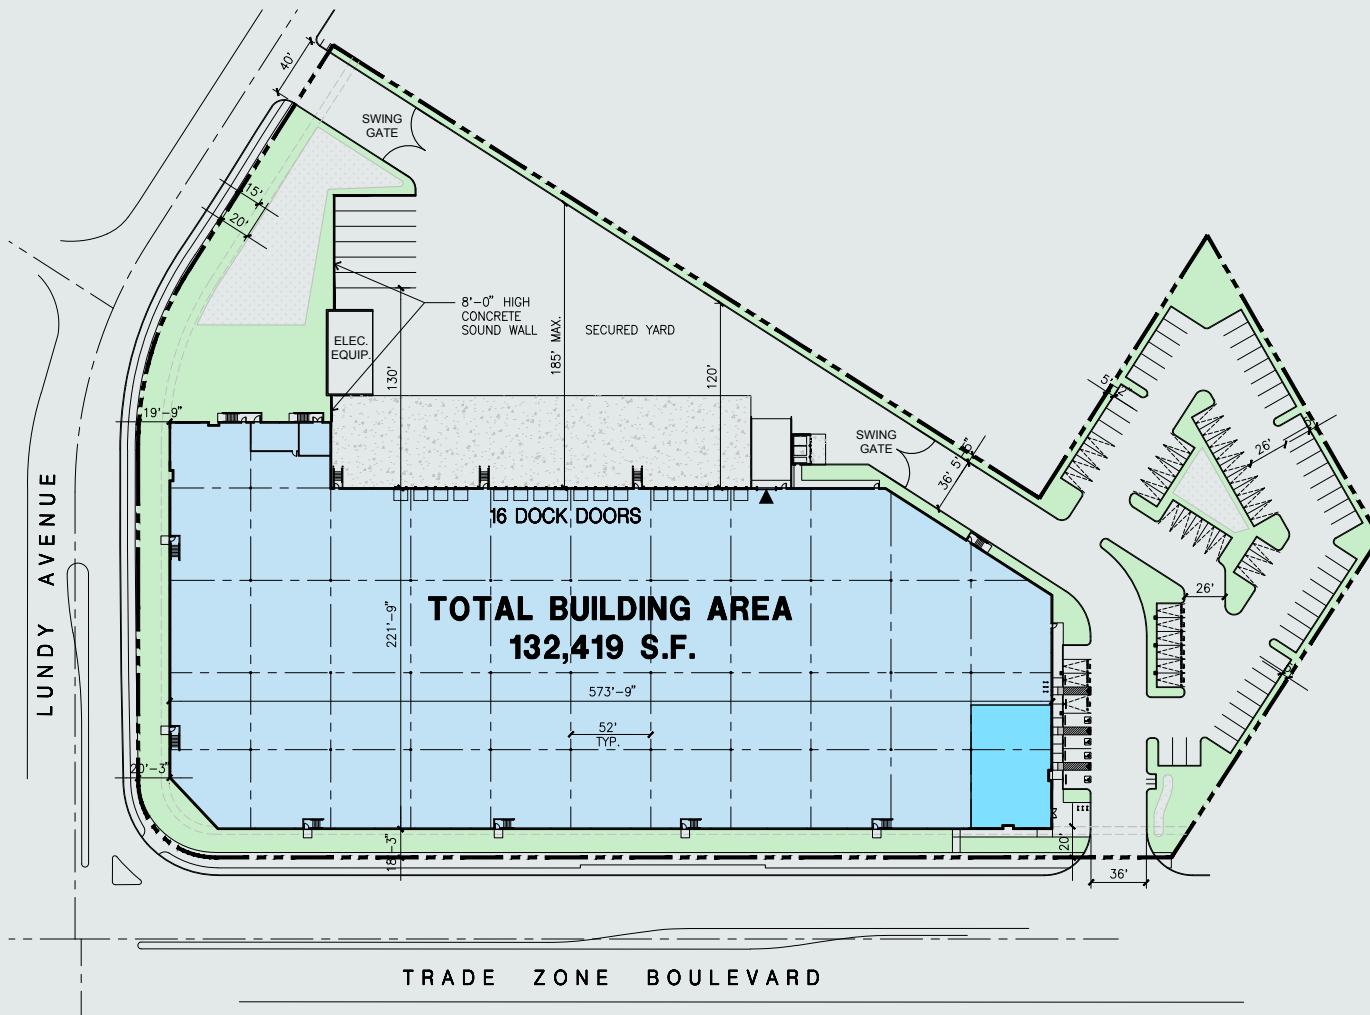 40'
SWING
GATE
15'
20'
8'-0" HIGH
CONCRETE
SOUND WALL
185' MAX.
SECURED YARD
ELEC.
EQUIP.
130'
120'
5'
26'
19'-9"
SWING
GATE
5'
36'
5'
16 DOCK DOORS
LUNDY AVENUE
26'
TOTAL BUILDING AREA
132,419 S.F.
221'-9"
573'-9"
52'
TYP.
20'-3"
18'-3"
20'
36'
TRADE ZONE BOULEVARD